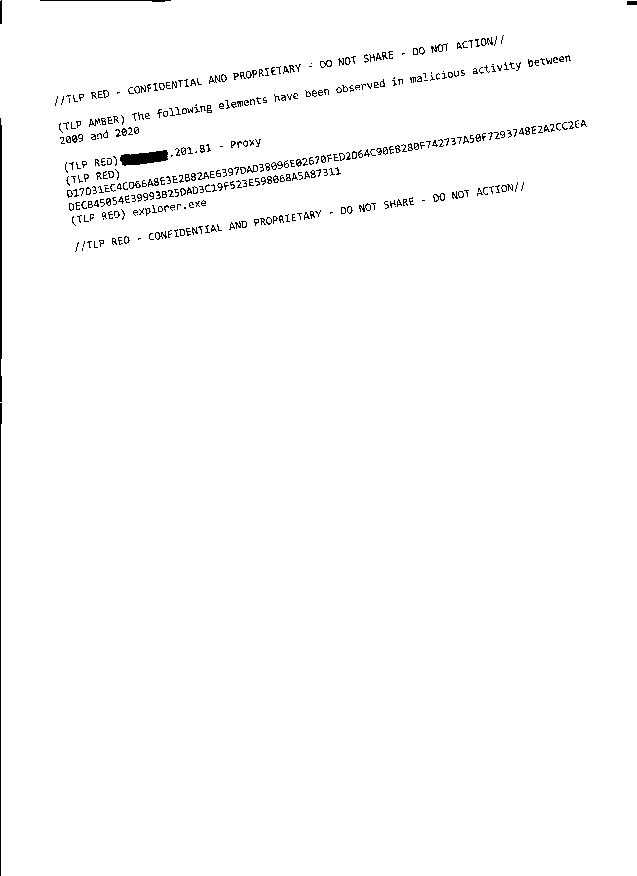 //TLP RED - CONFIDENTIAL AND PROPRIETARY - DO NOT SHARE - DO NOT ACTION//
(TLP AMBER) The following elements have been observed in malicious activity between
2009 and 2020
(TLP RED) .201.81 - Proxy
(TLP RED)
D17D31EC4CD66A8E3E2B82AE6397DAD38096E02670FED2D64C90E8280F742737A50F7293748E2A2CC2EA
DECB45054E39993B25DAD3C19F523E598068A5A87311
(TLP RED) explorer.exe
//TLP RED - CONFIDENTIAL AND PROPRIETARY - DO NOT SHARE - DO NOT ACTION//